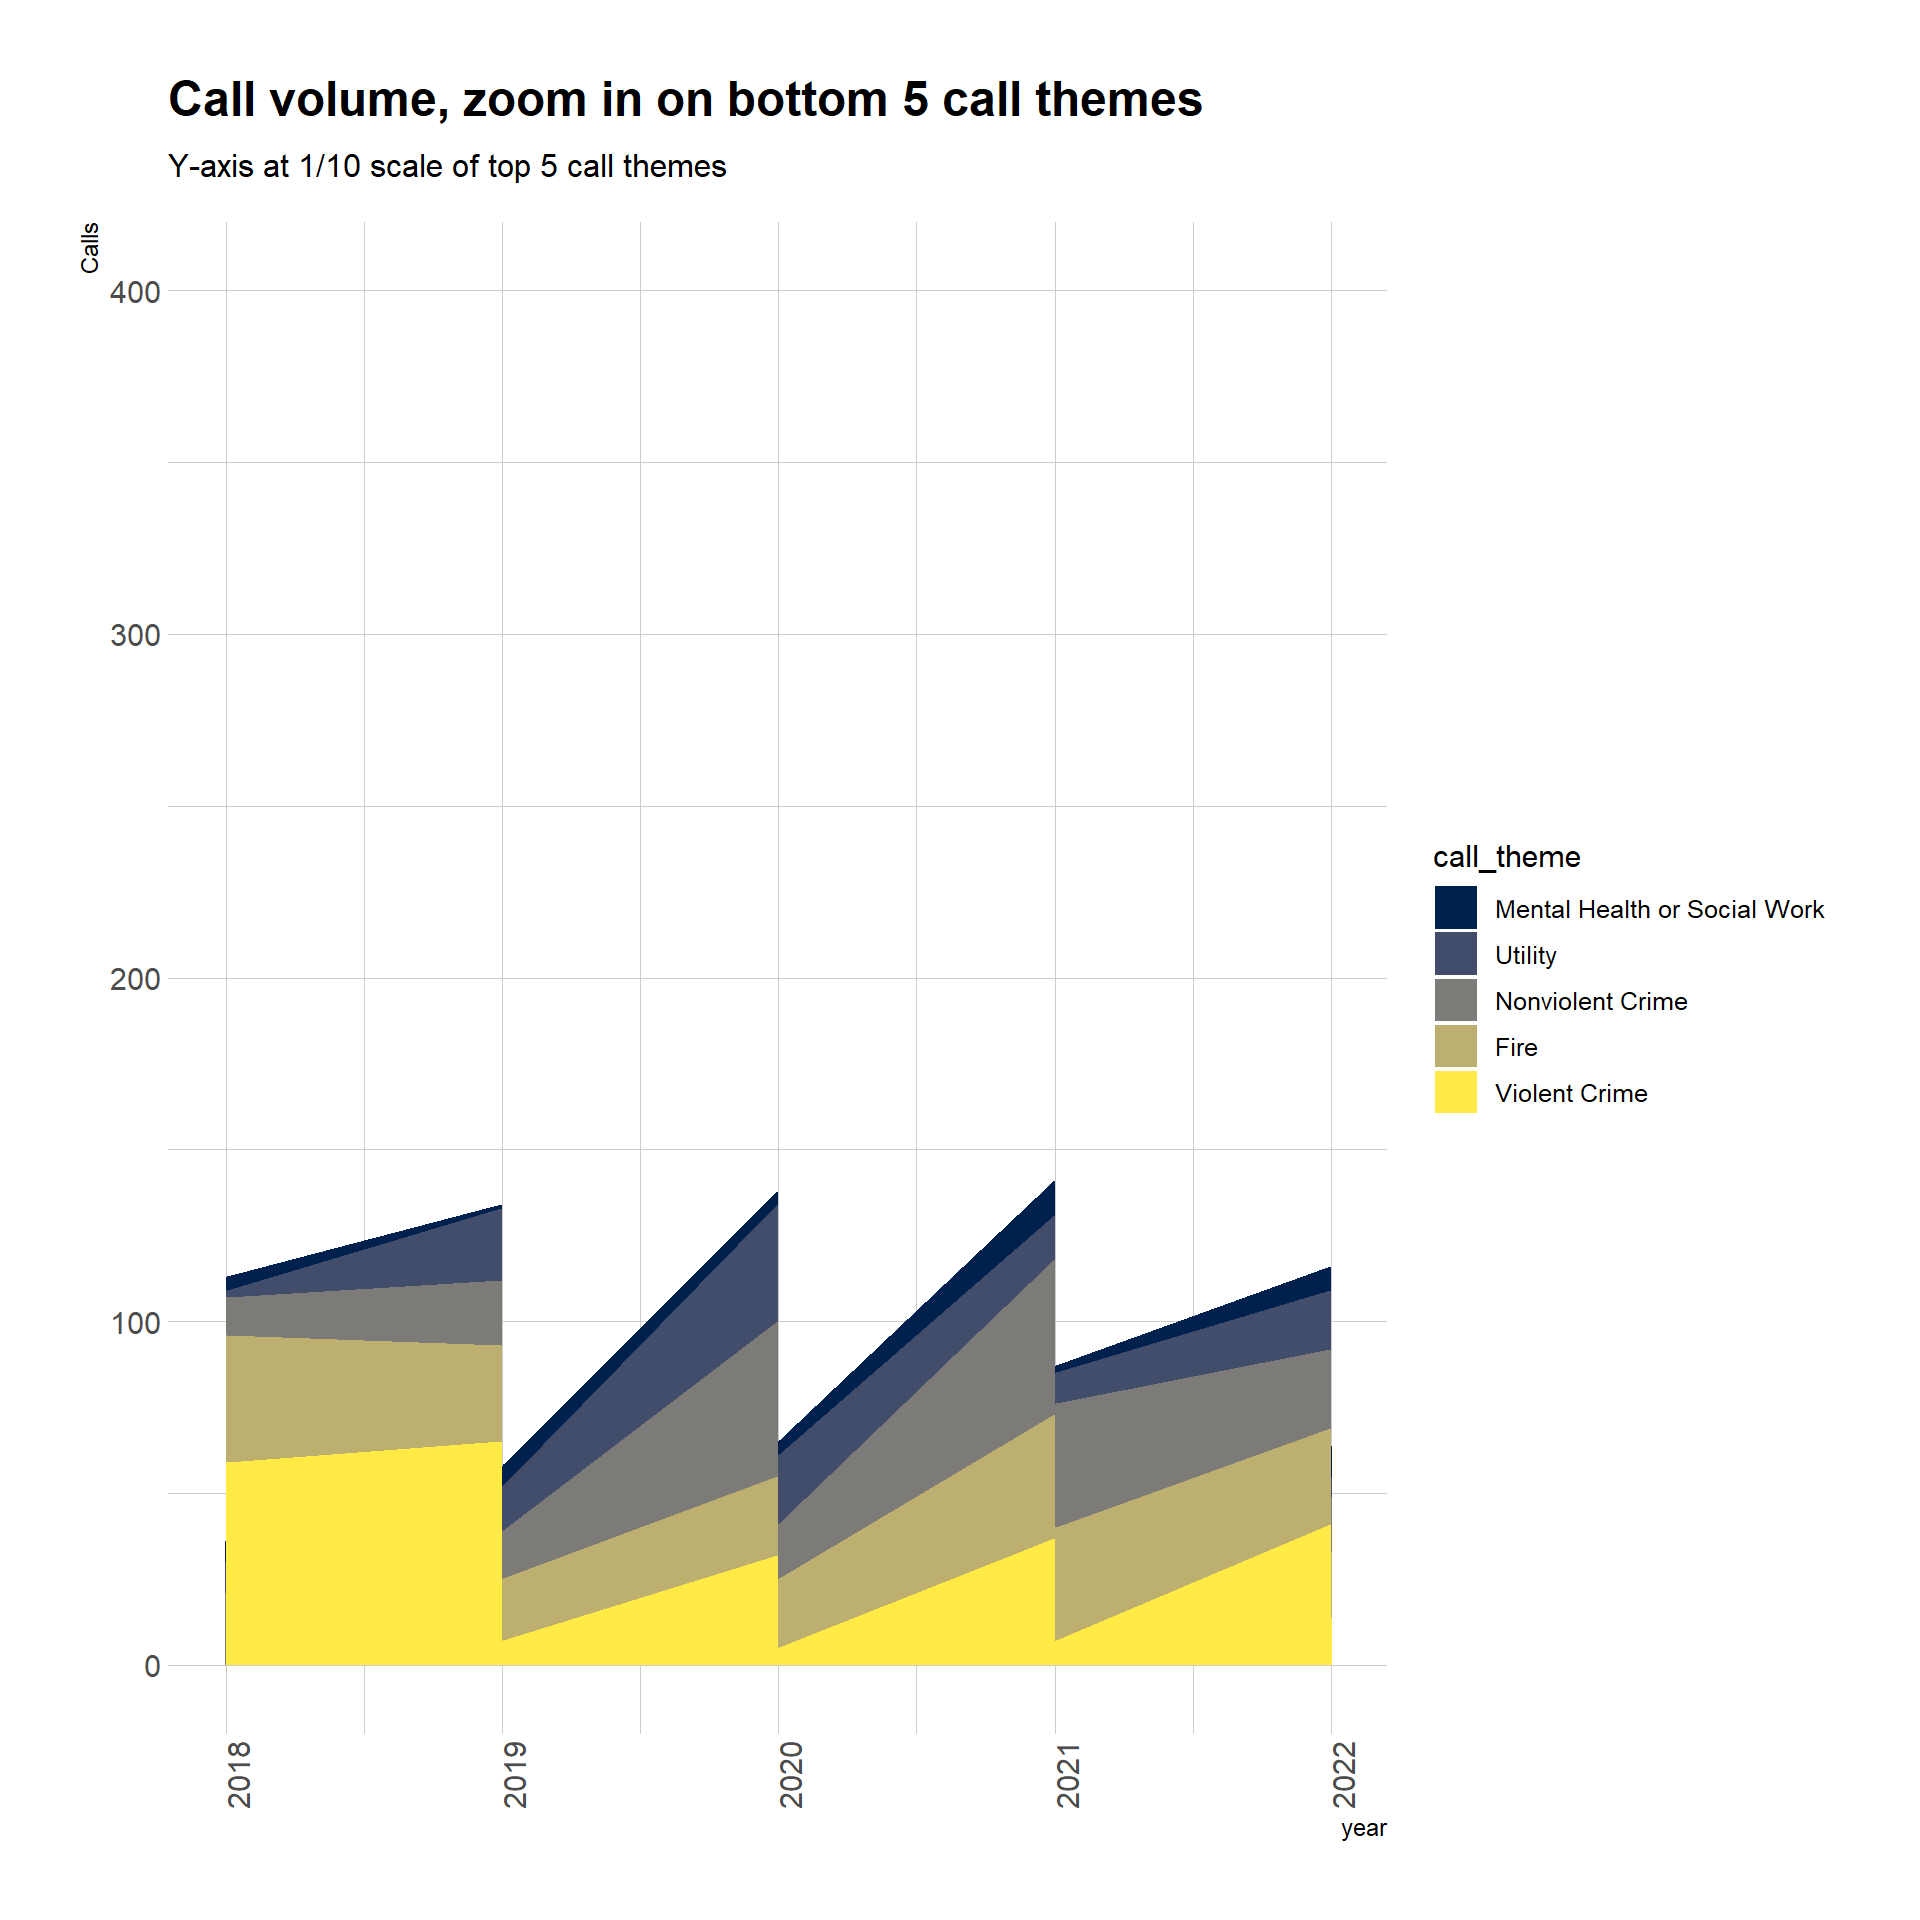 Call volume, zoom in on bottom 5 call themes
Y-axis at 1/10 scale of top 5 call themes
Calls
400
300
200
100
0
2018
2019
2020
2021
2022
year
call_theme
Mental Health or Social Work
Utility
Nonviolent Crime
Fire
Violent Crime